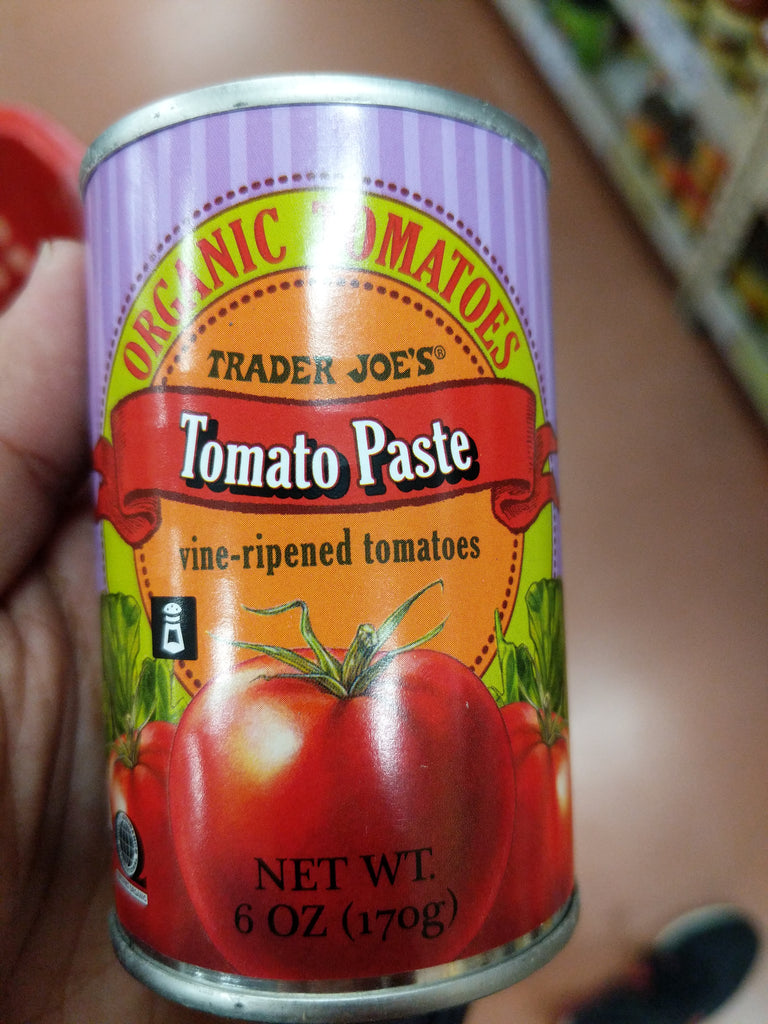 ORGANIC TOMATOES
TRADER JOE'S®
Tomato Paste
vine-ripened tomatoes
NET WT.
6 OZ (170g)